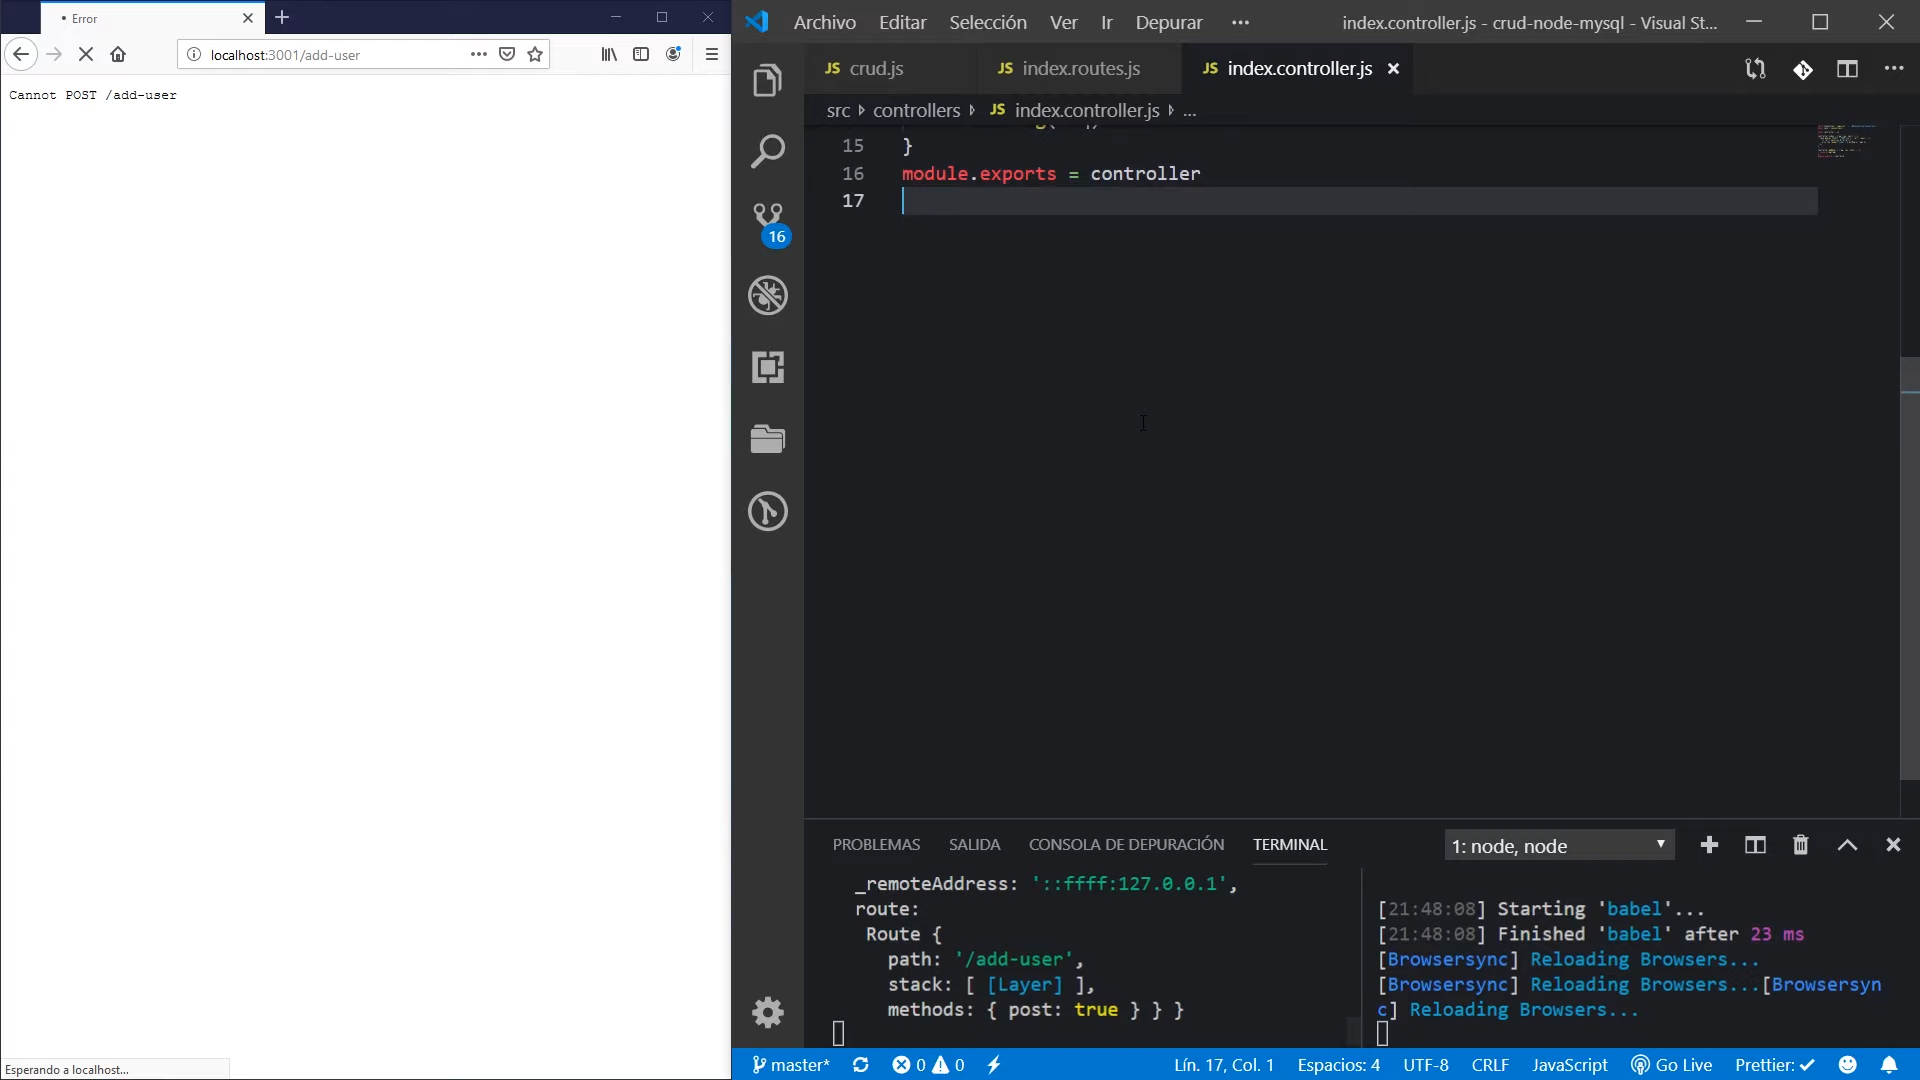 Error
localhost:3001/add-user
Cannot POST /add-user
Esperando a localhost...
Archivo Editar Selección Ver Ir Depurar
index.controller.js - crud-node-mysql - Visual St...
JS crud.js
JS index.routes.js
JS index.controller.js
src controllers JS index.controller.js ...
16
15 }
16 module.exports = controller
17
PROBLEMAS SALIDA CONSOLA DE DEPURACIÓN TERMINAL
1: node, node
_remoteAddress: '::ffff:127.0.0.1',
route:
Route {
path: '/add-user',
stack: [ [Layer] ],
methods: { post: true } } }
[21:48:08] Starting 'babel'...
[21:48:08] Finished 'babel' after 23 ms
[Browsersync] Reloading Browsers...
[Browsersync] Reloading Browsers...[Browsersyn
c] Reloading Browsers...
master* 0 0 Lín. 17, Col. 1 Espacios: 4 UTF-8 CRLF JavaScript Go Live Prettier: ✓